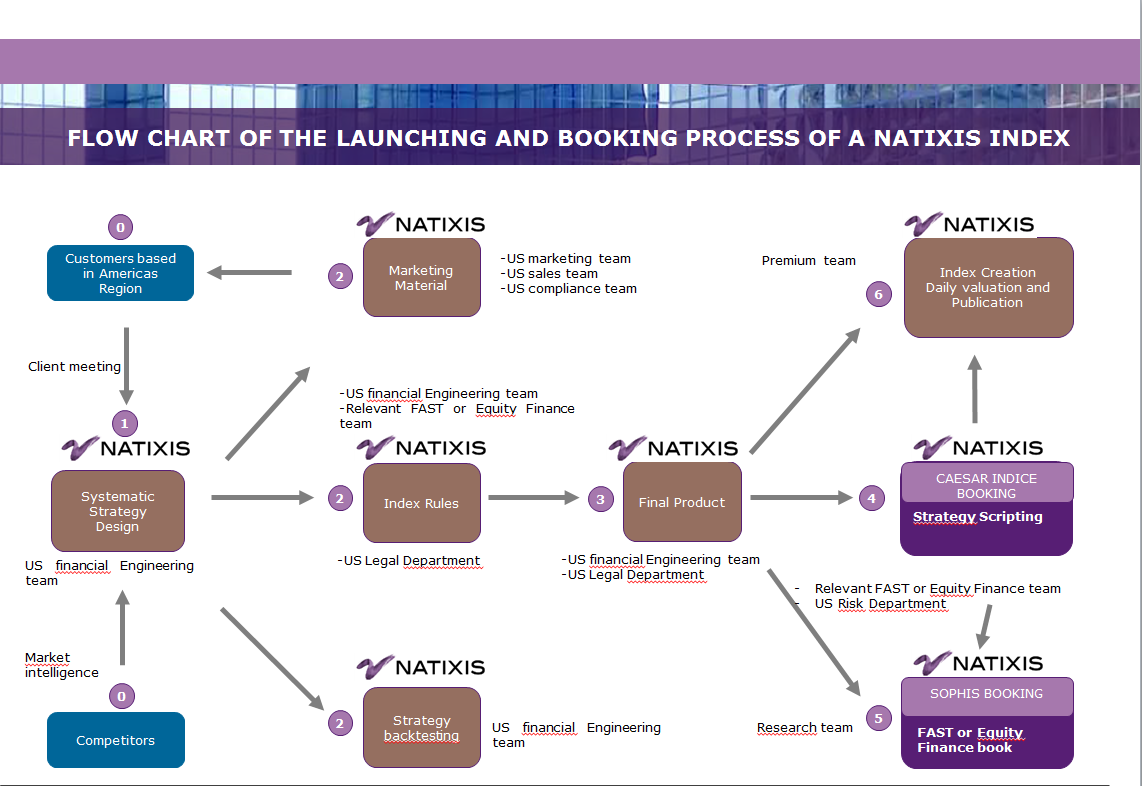 FLOW CHART OF THE LAUNCHING AND BOOKING PROCESS OF A NATIXIS INDEX
0
Customers based
in Americas
Region
Client meeting
NATIXIS
2
Marketing
Material
-US marketing team
-US sales team
-US compliance team
NATIXIS
Premium team
6
Index Creation
Daily valuation and
Publication
1
NATIXIS
Systematic
Strategy
Design
US financial Engineering
team
-US financial Engineering team
-Relevant FAST or Equity Finance
team
NATIXIS
2
Index Rules
-US Legal Department
NATIXIS
3
Final Product
-US financial Engineering team
-US Legal Department
NATIXIS
4
CAESAR INDICE
BOOKING
Strategy Scripting
- Relevant FAST or Equity Finance team
- US Risk Department
Market
intelligence
0
Competitors
NATIXIS
2
Strategy
backtesting
US financial Engineering
team
NATIXIS
Research team
5
SOPHIS BOOKING
FAST or Equity
Finance book